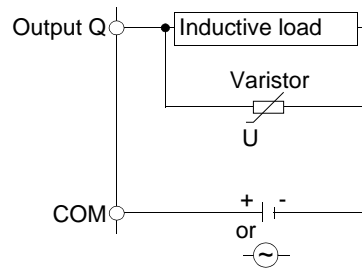 Output Q
Inductive load
Varistor
U
COM
+ -
or
~